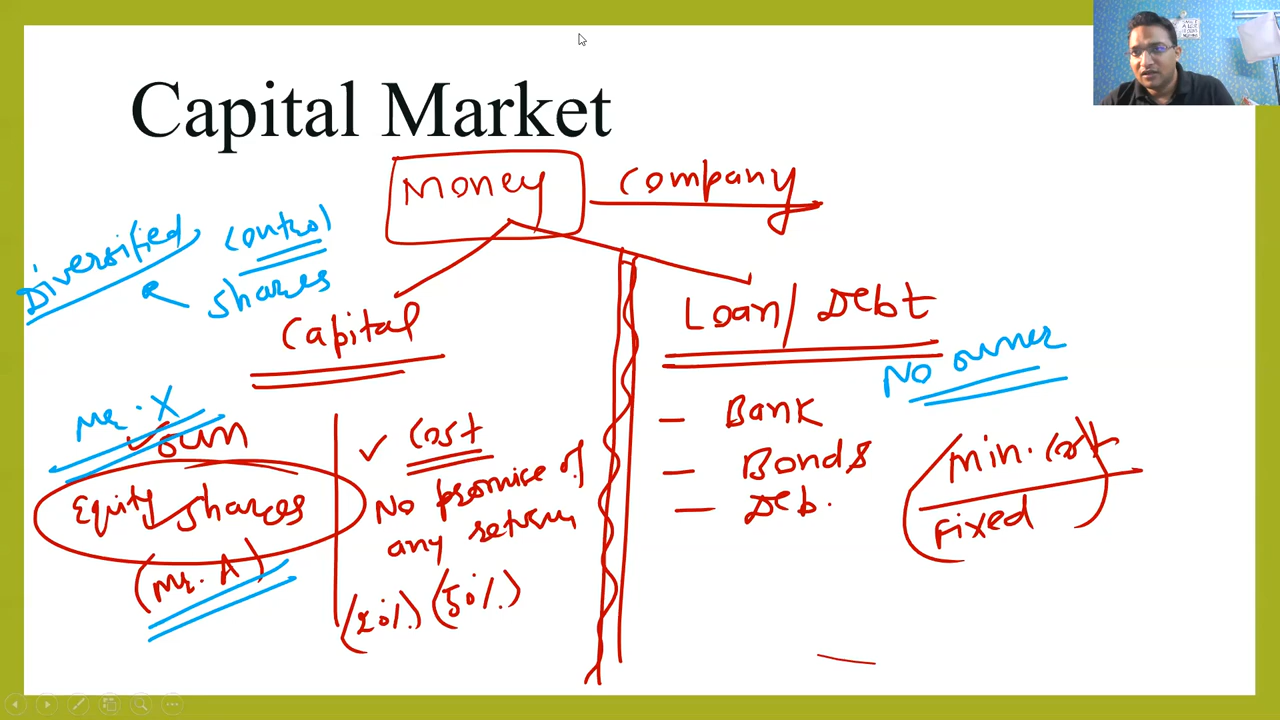 Capital Market
Money
Company
Diversified
Control
Shares
Capital
Loan/Debt
No owner
Mr. X
Cost
No promise of
any return
(20%) (50%)
Equity shares
(Mr. A)
- Bank
- Bonds
- Deb.
Min. cost
Fixed